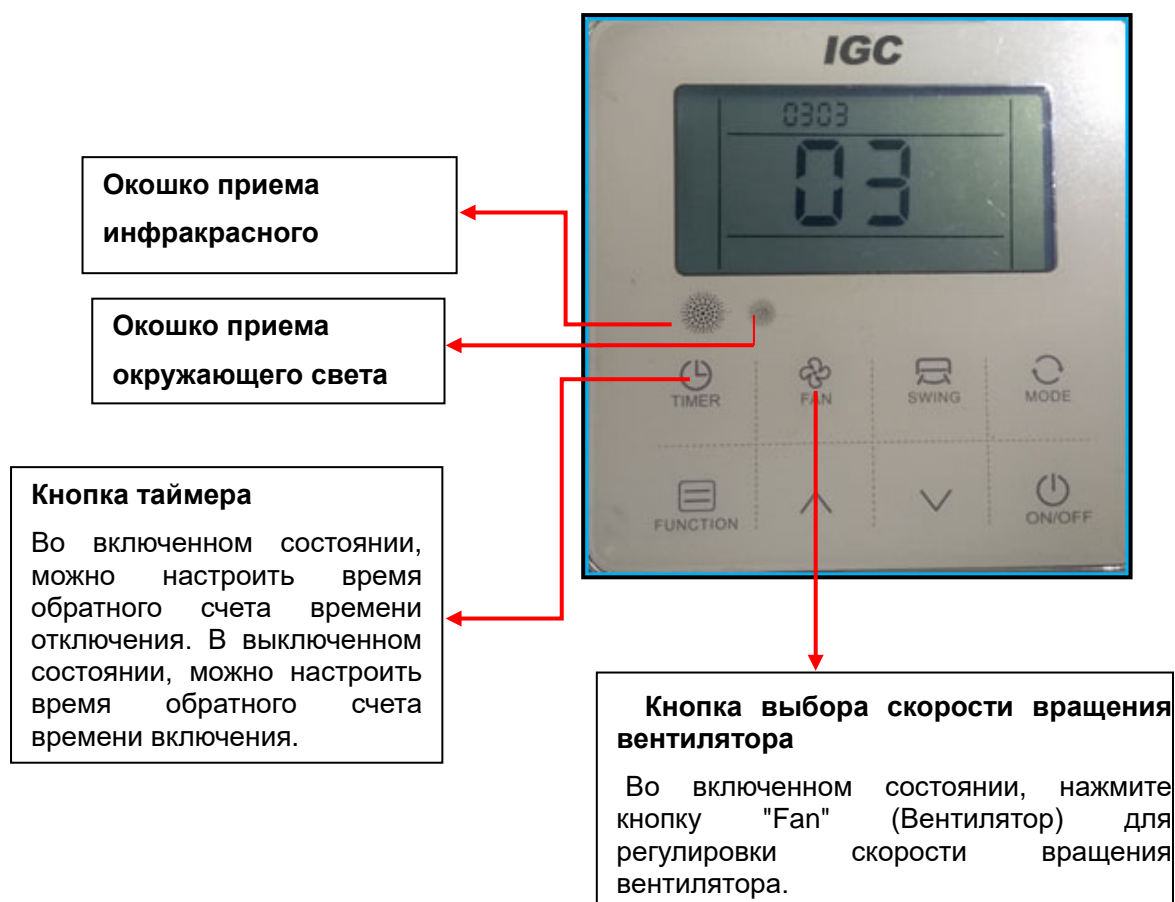 IGC
0303
03
Окошко приема
инфракрасного
Окошко приема
окружающего света
TIMER
FAN
SWING
MODE
FUNCTION
ON/OFF
Кнопка таймера
Во включенном состоянии,
можно настроить время
обратного счета времени
отключения. В выключенном
состоянии, можно настроить
время обратного счета
времени включения.
Кнопка выбора скорости вращения
вентилятора
Во включенном состоянии, нажмите
кнопку "Fan" (Вентилятор) для
регулировки скорости вращения
вентилятора.